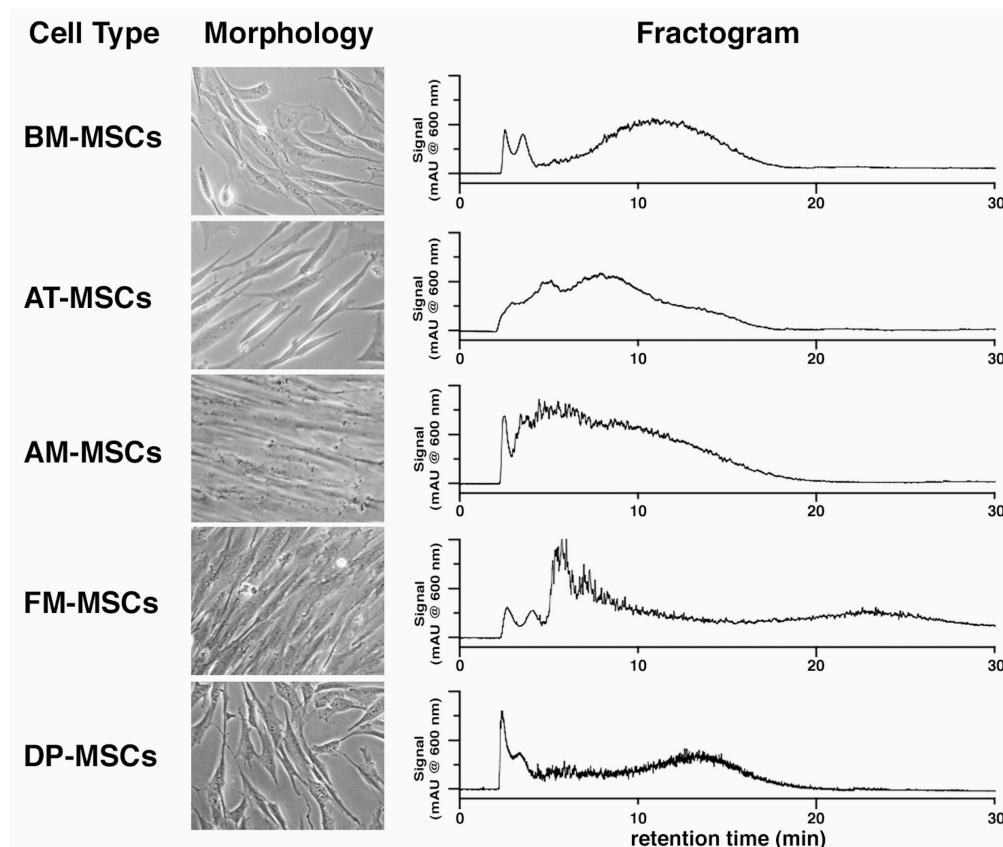 Cell Type Morphology Fractogram
BM-MSCs
Signal
(mAU @ 600 nm)
0 10 20 30
AT-MSCs
Signal
(mAU @ 600 nm)
0 10 20 30
AM-MSCs
Signal
(mAU @ 600 nm)
0 10 20 30
FM-MSCs
Signal
(mAU @ 600 nm)
0 10 20 30
DP-MSCs
Signal
(mAU @ 600 nm)
0 10 20 30
retention time (min)